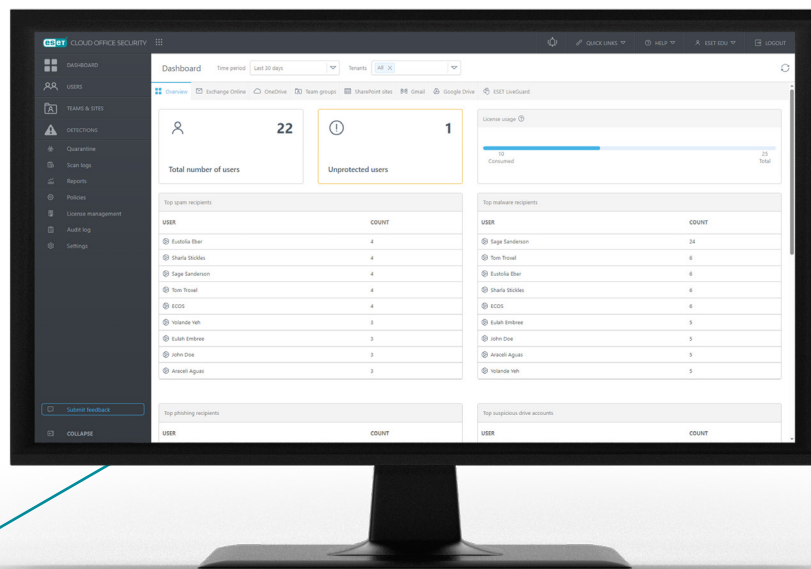 eset CLOUD OFFICE SECURITY
QUICK LINKS
HELP
ESET EDU
LOGOUT
DASHBOARD
USERS
TEAMS & SITES
DETECTIONS
Quarantine
Scan logs
Reports
Policies
License management
Audit log
Settings
Submit feedback
COLLAPSE
Dashboard Time period Last 30 days Tenants All ×
Overview Exchange Online OneDrive Team groups SharePoint sites Gmail Google Drive ESET LiveGuard
22
Total number of users
1
Unprotected users
License usage
10 25
Consumed Total
Top spam recipients
USER COUNT
Eustolia Eber 4
Sharla Stickles 4
Sage Sanderson 4
Tom Troxel 4
ECOS 4
Yolande Yeh 3
Eulah Embree 3
John Doe 3
Araceli Aguas 3
Top malware recipients
USER COUNT
Sage Sanderson 24
Tom Troxel 6
Eustolia Eber 6
Sharla Stickles 6
ECOS 6
Eulah Embree 5
John Doe 5
Araceli Aguas 5
Yolande Yeh 5
Top phishing recipients
USER COUNT
Top suspicious drive accounts
USER COUNT